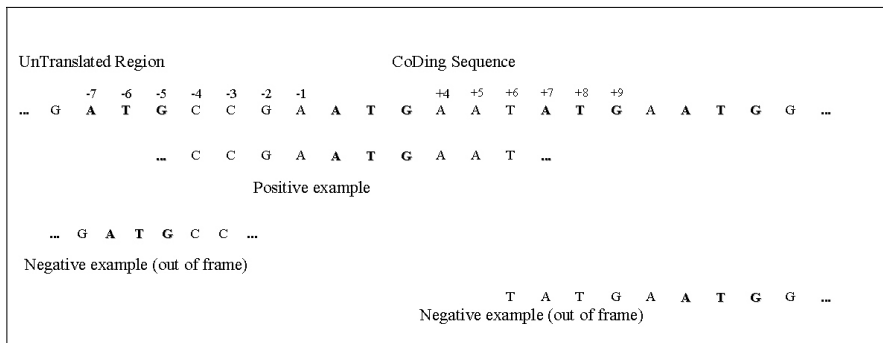 UnTranslated Region CoDing Sequence
-7 -6 -5 -4 -3 -2 -1 +4 +5 +6 +7 +8 +9
... G A T G C C G A A T G A A T A T G A A T G G ...
... C C G A A T G A A T ...
Positive example
... G A T G C C ...
Negative example (out of frame)
T A T G A A T G G ...
Negative example (out of frame)